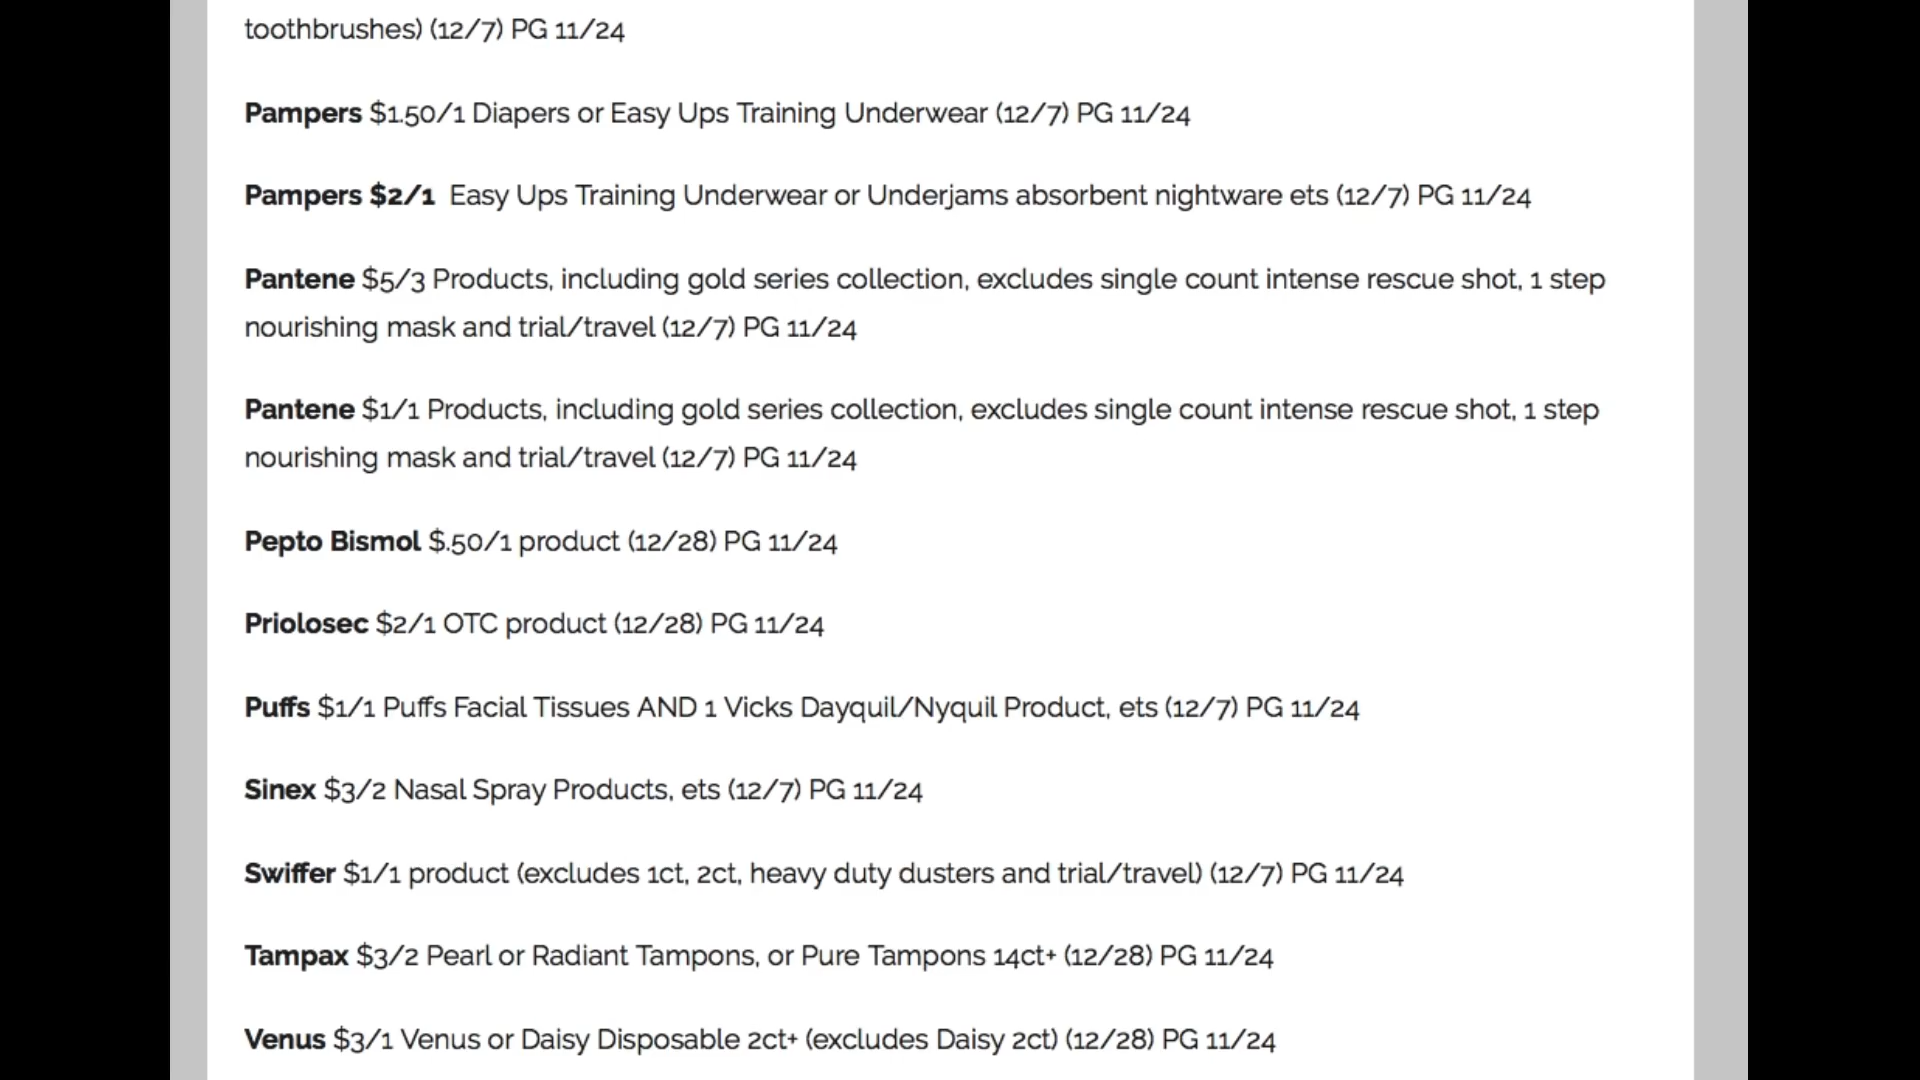 toothbrushes) (12/7) PG 11/24
Pampers $1.50/1 Diapers or Easy Ups Training Underwear (12/7) PG 11/24
Pampers $2/1 Easy Ups Training Underwear or Underjams absorbent nightware ets (12/7) PG 11/24
Pantene $5/3 Products, including gold series collection, excludes single count intense rescue shot, 1 step
nourishing mask and trial/travel (12/7) PG 11/24
Pantene $1/1 Products, including gold series collection, excludes single count intense rescue shot, 1 step
nourishing mask and trial/travel (12/7) PG 11/24
Pepto Bismol $.50/1 product (12/28) PG 11/24
Priolosec $2/1 OTC product (12/28) PG 11/24
Puffs $1/1 Puffs Facial Tissues AND 1 Vicks Dayquil/Nyquil Product, ets (12/7) PG 11/24
Sinex $3/2 Nasal Spray Products, ets (12/7) PG 11/24
Swiffer $1/1 product (excludes 1ct, 2ct, heavy duty dusters and trial/travel) (12/7) PG 11/24
Tampax $3/2 Pearl or Radiant Tampons, or Pure Tampons 14ct+ (12/28) PG 11/24
Venus $3/1 Venus or Daisy Disposable 2ct+ (excludes Daisy 2ct) (12/28) PG 11/24